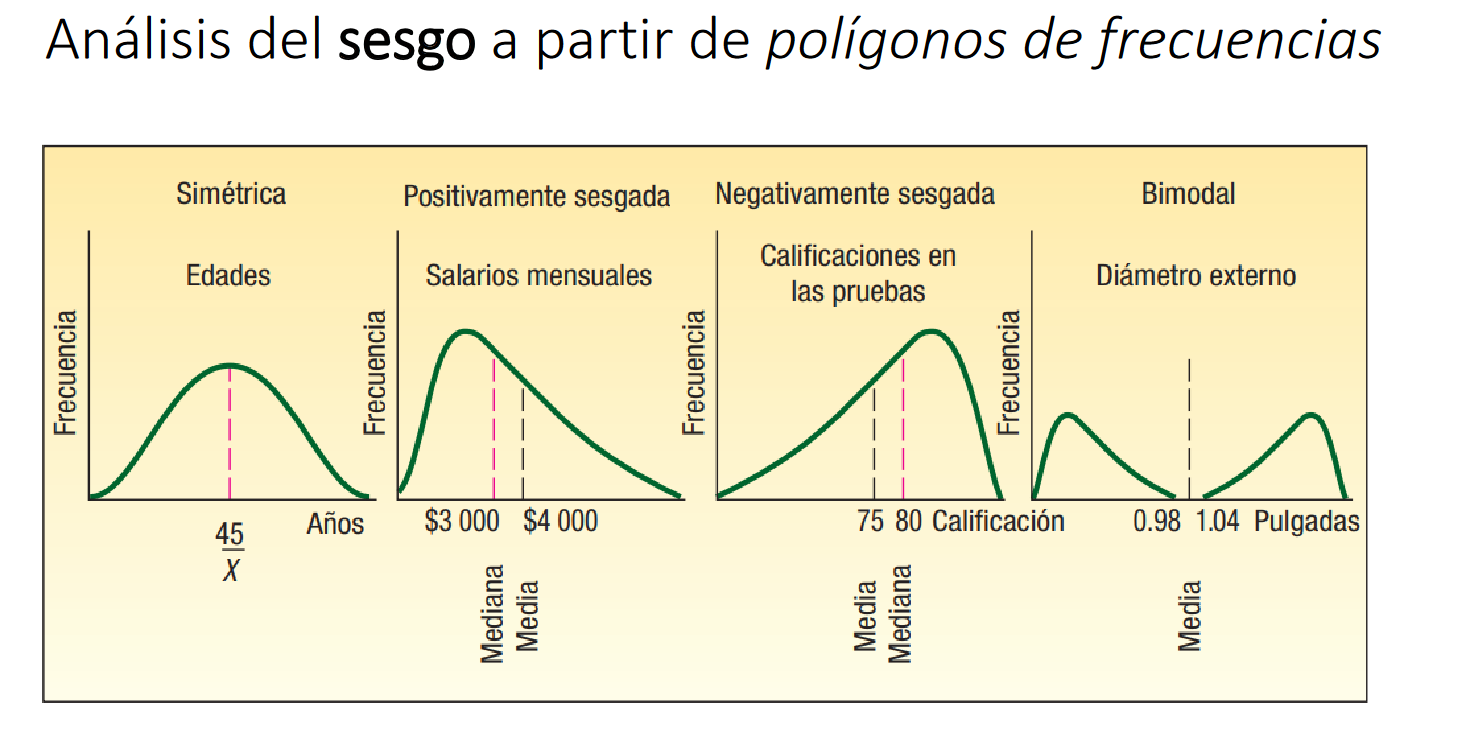 Análisis del sesgo a partir de polígonos de frecuencias
Simétrica
Edades
Frecuencia
45
X
Años
Positivamente sesgada
Salarios mensuales
Frecuencia
$3 000 $4 000
Mediana
Media
Negativamente sesgada
Calificaciones en
las pruebas
Frecuencia
75 80 Calificación
Media
Mediana
Bimodal
Diámetro externo
Frecuencia
0.98 1.04 Pulgadas
Media